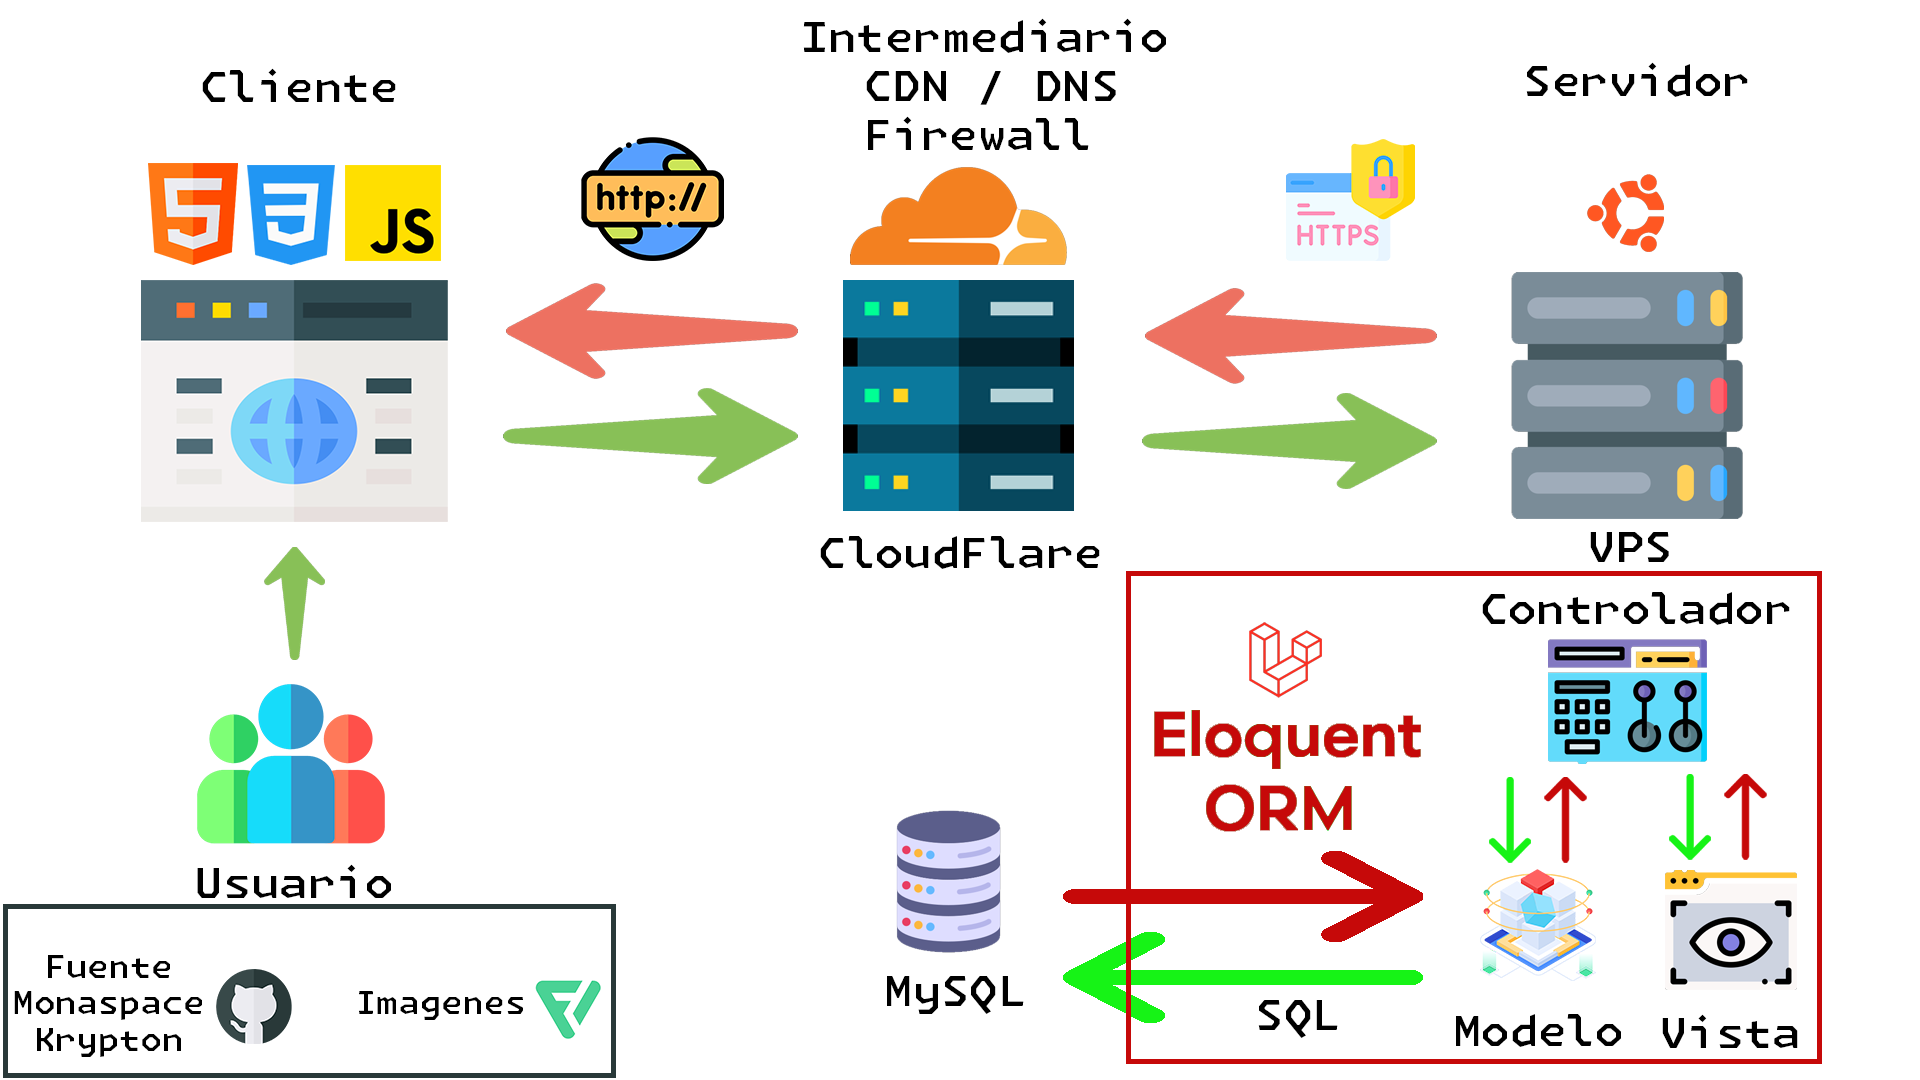 Cliente
Intermediario
CDN / DNS
Firewall
Servidor
JS
http://
HTTPS
CloudFlare
VPS
Controlador
Eloquent
ORM
Usuario
MySQL
SQL
Modelo
Vista
Fuente
Monaspace
Krypton
Imagenes